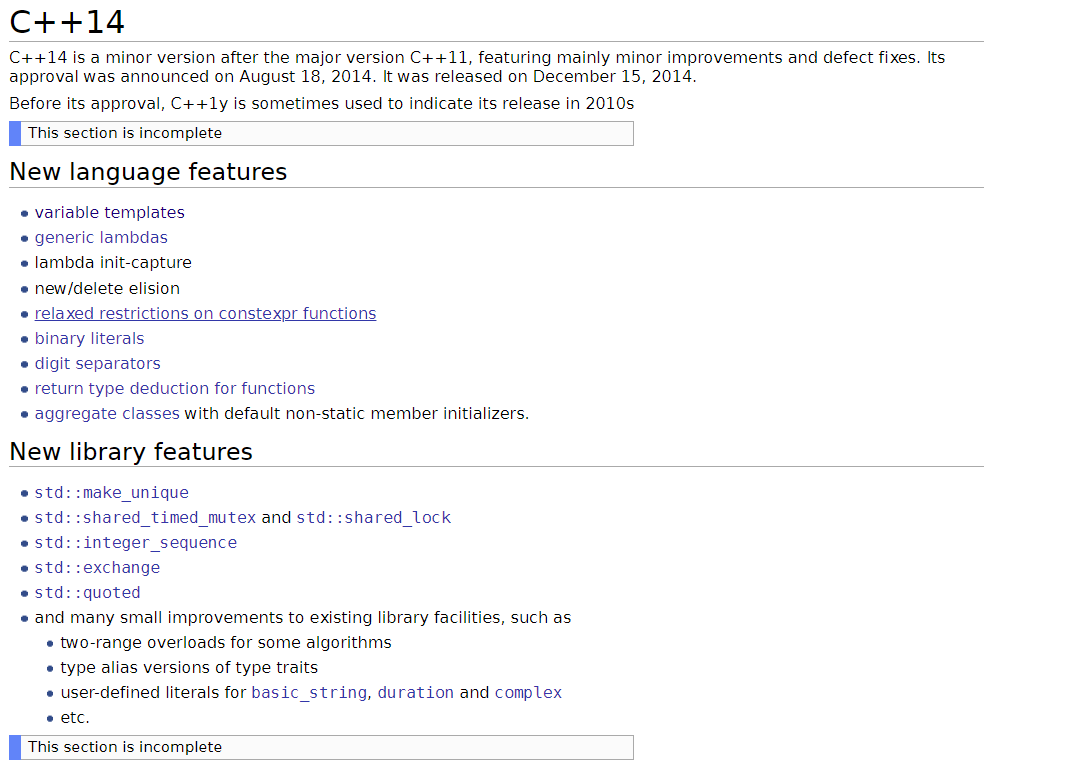 C++14
C++14 is a minor version after the major version C++11, featuring mainly minor improvements and defect fixes. Its
approval was announced on August 18, 2014. It was released on December 15, 2014.
Before its approval, C++1y is sometimes used to indicate its release in 2010s
This section is incomplete
New language features
variable templates
generic lambdas
lambda init-capture
new/delete elision
relaxed restrictions on constexpr functions
binary literals
digit separators
return type deduction for functions
aggregate classes with default non-static member initializers.
New library features
std::make_unique
std::shared_timed_mutex and std::shared_lock
std::integer_sequence
std::exchange
std::quoted
and many small improvements to existing library facilities, such as
two-range overloads for some algorithms
type alias versions of type traits
user-defined literals for basic_string, duration and complex
etc.
This section is incomplete